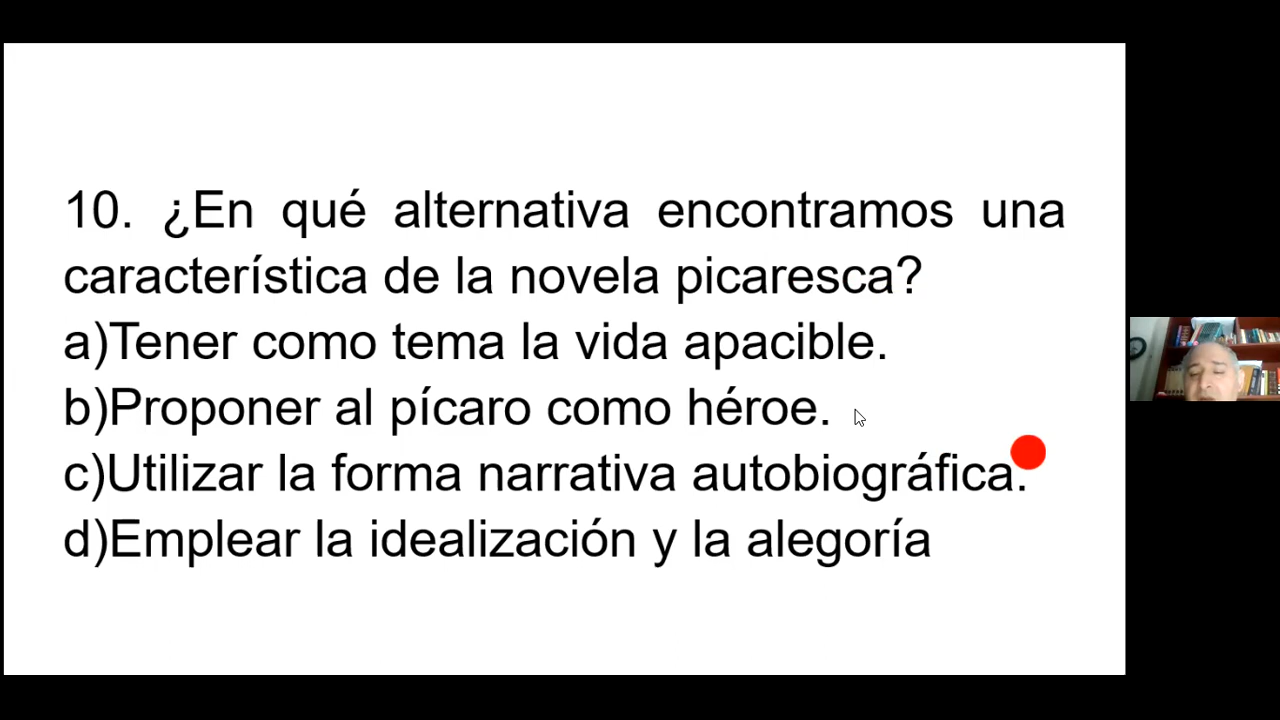 10. ¿En qué alternativa encontramos una
característica de la novela picaresca?
a)Tener como tema la vida apacible.
b)Proponer al pícaro como héroe.
c)Utilizar la forma narrativa autobiográfica.
d)Emplear la idealización y la alegoría